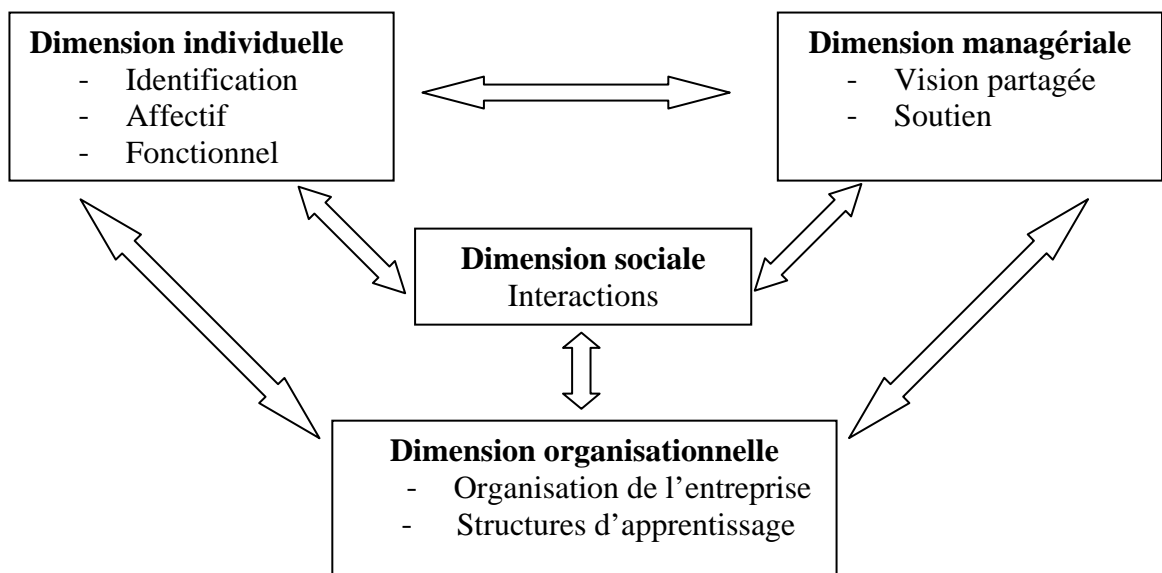 Dimension individuelle
- Identification
- Affectif
- Fonctionnel
Dimension managériale
- Vision partagée
- Soutien
Dimension sociale
Interactions
Dimension organisationnelle
- Organisation de l’entreprise
- Structures d’apprentissage